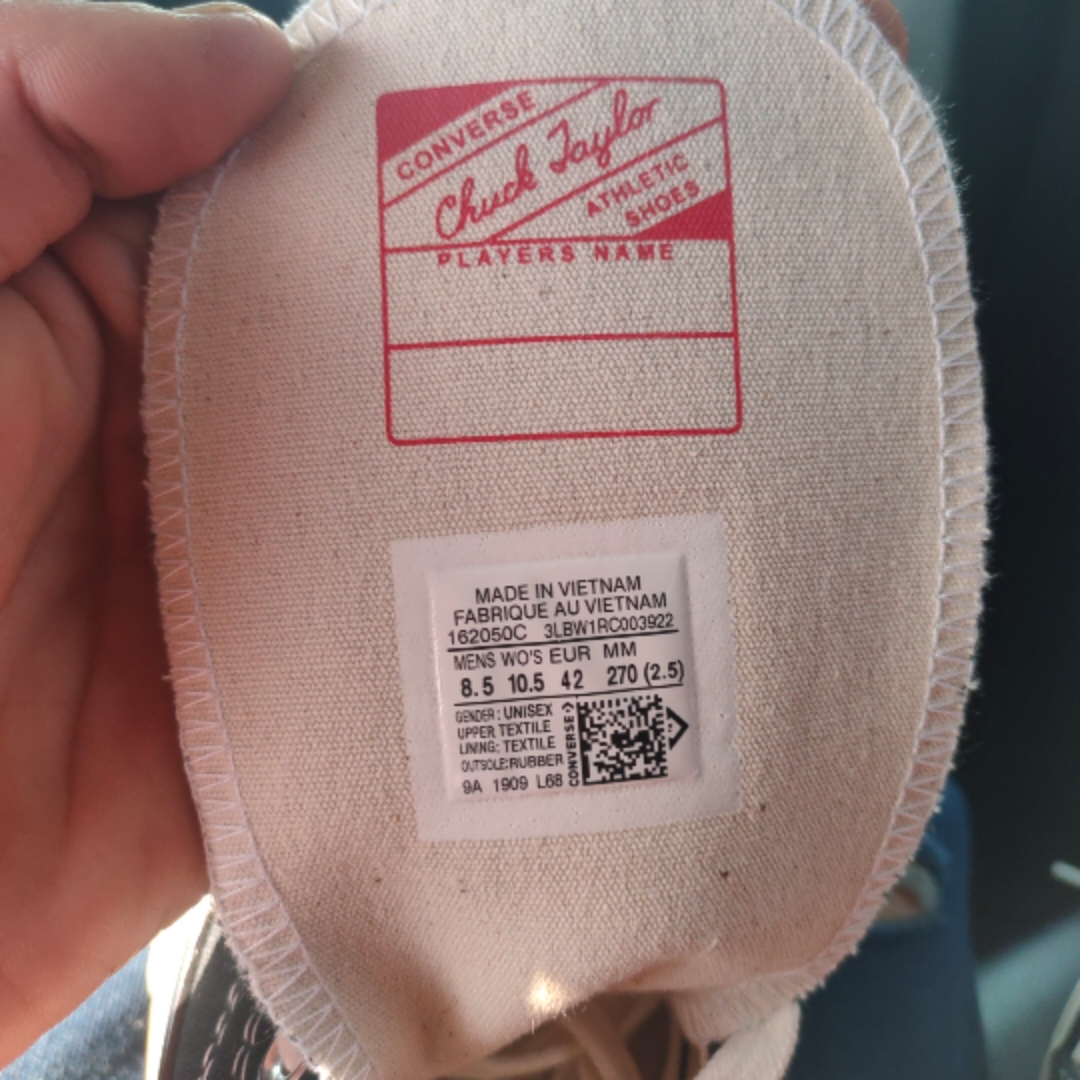 CONVERSE
Chuck Taylor
ATHLETIC
SHOES
PLAYERS NAME
MADE IN VIETNAM
FABRIQUE AU VIETNAM
162050C 3LBW1RC003922
MENS WO'S EUR MM
8.5 10.5 42 270 (2.5)
GENDER: UNISEX
UPPER TEXTILE
LINING: TEXTILE
OUTSOLE:RUBBER
9A 1909 L68
CONVERSE